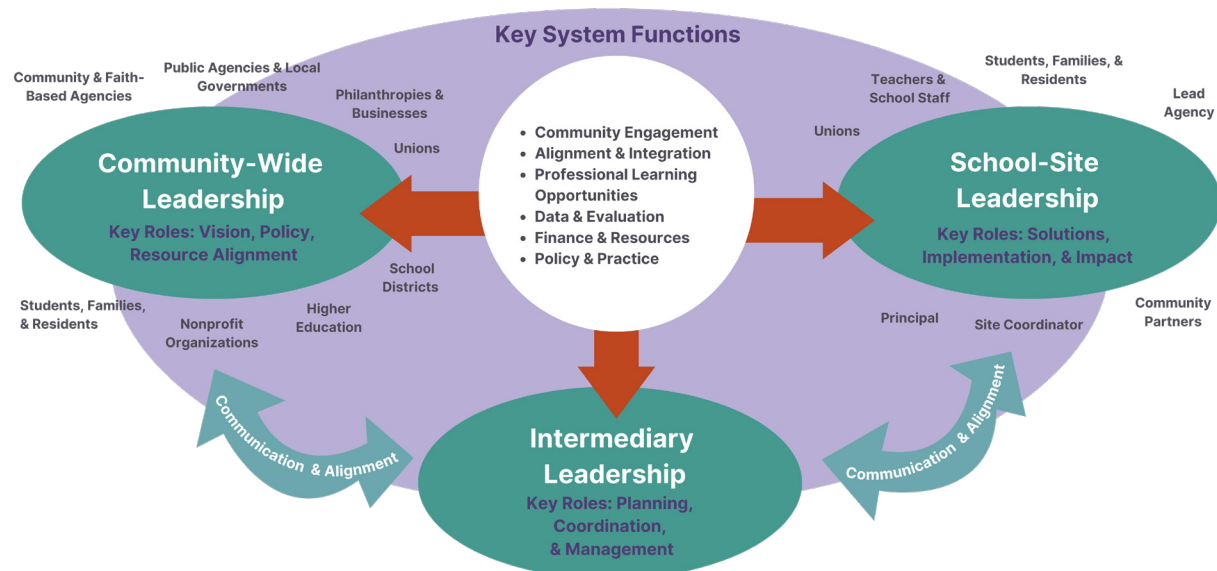 Key System Functions
Community & Faith-
Based Agencies
Public Agencies & Local
Governments
Philanthropies &
Businesses
Unions
Community-Wide
Leadership
Key Roles: Vision, Policy,
Resource Alignment
School
Districts
Higher
Education
Nonprofit
Organizations
Students, Families,
& Residents
• Community Engagement
• Alignment & Integration
• Professional Learning
Opportunities
• Data & Evaluation
• Finance & Resources
• Policy & Practice
Unions
Teachers &
School Staff
Students, Families, &
Residents
Lead
Agency
School-Site
Leadership
Key Roles: Solutions,
Implementation, & Impact
Principal
Site Coordinator
Community
Partners
Communication & Alignment
Intermediary
Leadership
Key Roles: Planning,
Coordination,
& Management
Communication & Alignment